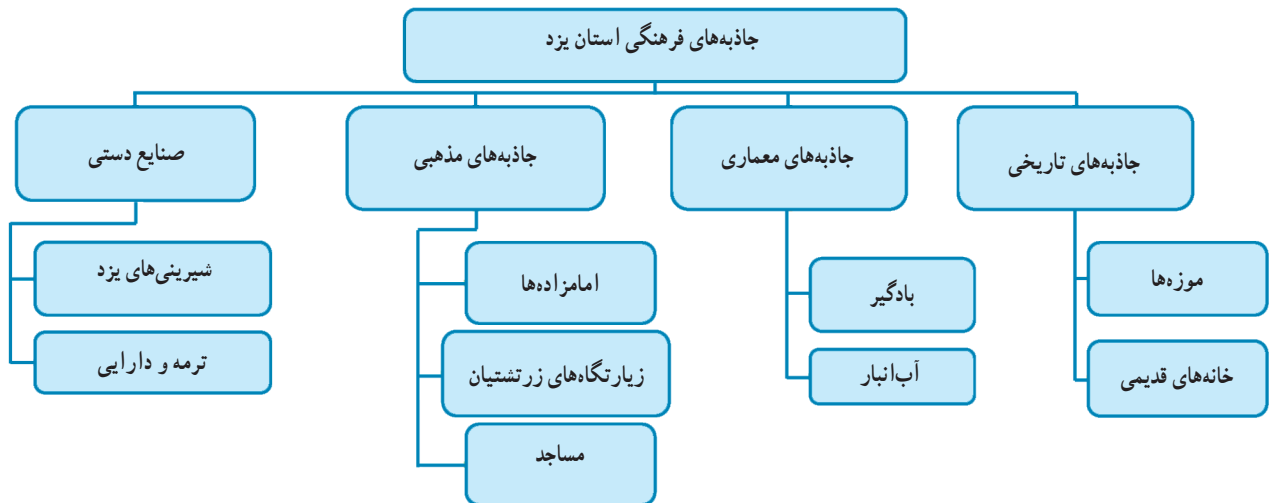 جاذبه‌های فرهنگی استان یزد
جاذبه‌های تاریخی
موزه‌ها
خانه‌های قدیمی
جاذبه‌های معماری
بادگیر
آب‌انبار
جاذبه‌های مذهبی
امامزاده‌ها
زیارتگاه‌های زرتشتیان
مساجد
صنایع دستی
شیرینی‌های یزد
ترمه و دارایی